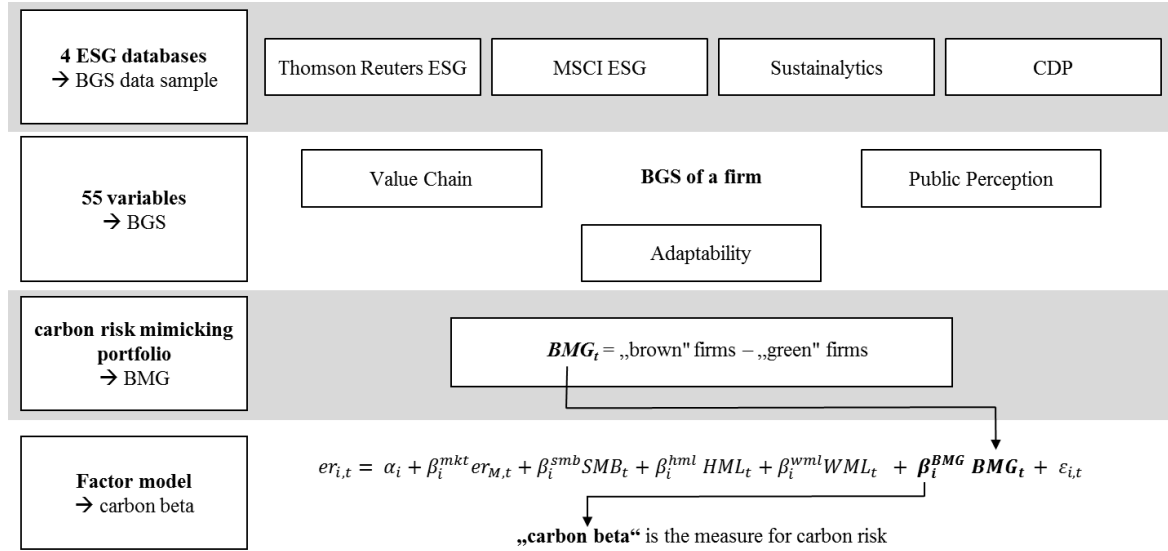 4 ESG databases
→ BGS data sample
Thomson Reuters ESG
MSCI ESG
Sustainalytics
CDP
55 variables
→ BGS
Value Chain
BGS of a firm
Public Perception
Adaptability
carbon risk mimicking
portfolio
→ BMG
BMGₜ = „brown" firms – „green" firms
Factor model
→ carbon beta
er_{i,t} = α_i + β_i^{mkt} er_{M,t} + β_i^{smb} SMB_t + β_i^{hml} HML_t + β_i^{wml} WML_t + β_i^{BMG} BMG_t + ε_{i,t}
„carbon beta“ is the measure for carbon risk